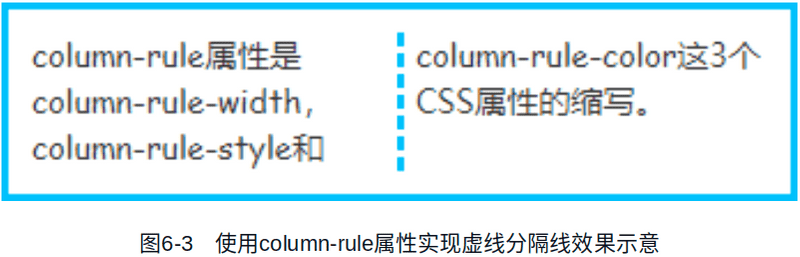 column-rule属性是
column-rule-width，
column-rule-style和
column-rule-color这3个
CSS属性的缩写。
图6-3　使用column-rule属性实现虚线分隔线效果示意